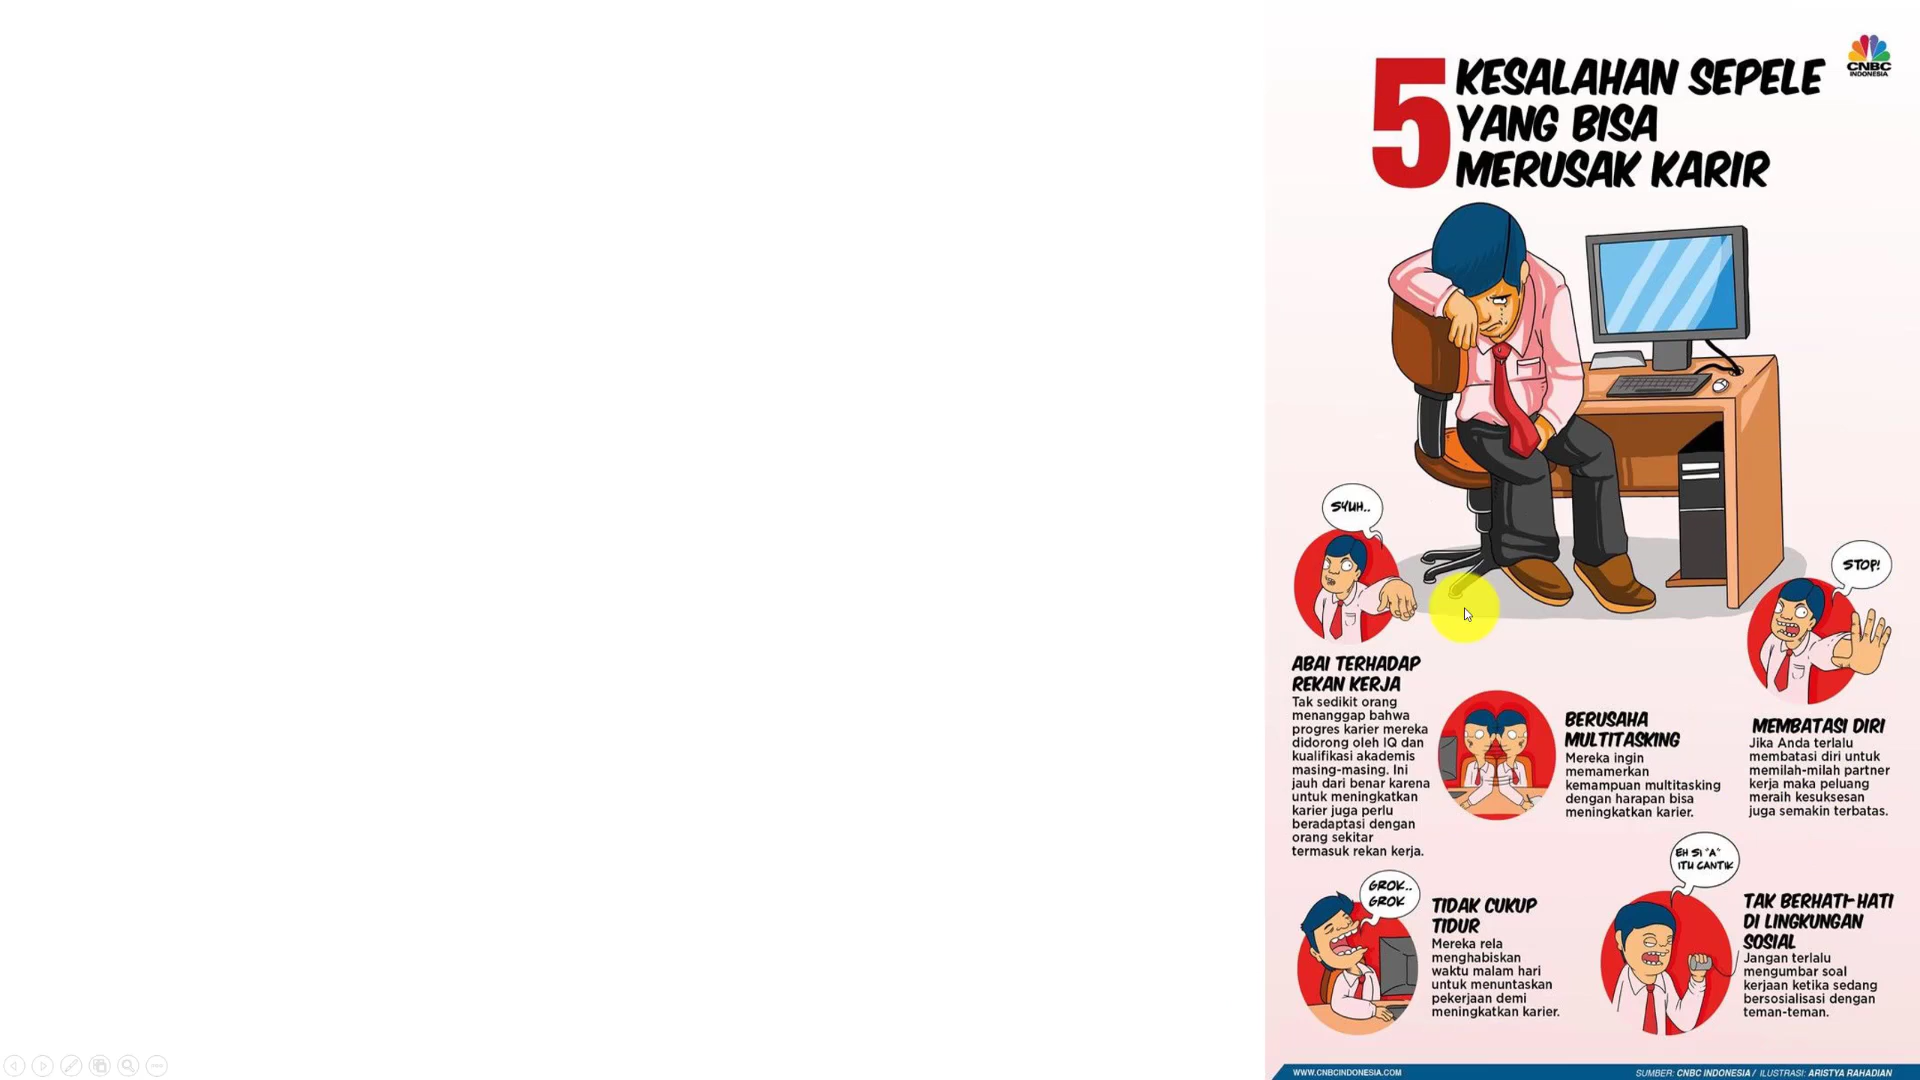 CNBC
INDONESIA
5 KESALAHAN SEPELE
YANG BISA
MERUSAK KARIR
SYUH..
STOP!
ABAI TERHADAP
REKAN KERJA
Tak sedikit orang
menanggap bahwa
progres karier mereka
didorong oleh IQ dan
kualifikasi akademis
masing-masing. Ini
jauh dari benar karena
untuk meningkatkan
karier juga perlu
beradaptasi dengan
orang sekitar
termasuk rekan kerja.
BERUSAHA
MULTITASKING
Mereka ingin
memamerkan
kemampuan multitasking
dengan harapan bisa
meningkatkan karier.
MEMBATASI DIRI
Jika Anda terlalu
membatasi diri untuk
memilah-milah partner
kerja maka peluang
meraih kesuksesan
juga semakin terbatas.
GROK..
GROK
TIDAK CUKUP
TIDUR
Mereka rela
menghabiskan
waktu malam hari
untuk menuntaskan
pekerjaan demi
meningkatkan karier.
EH SI "A"
ITU CANTIK
TAK BERHATI-HATI
DI LINGKUNGAN
SOSIAL
Jangan terlalu
mengumbar soal
kerjaan ketika sedang
bersosialisasi dengan
teman-teman.
WWW.CNBCINDONESIA.COM
SUMBER: CNBC INDONESIA / ILUSTRASI: ARISTYA RAHADIAN